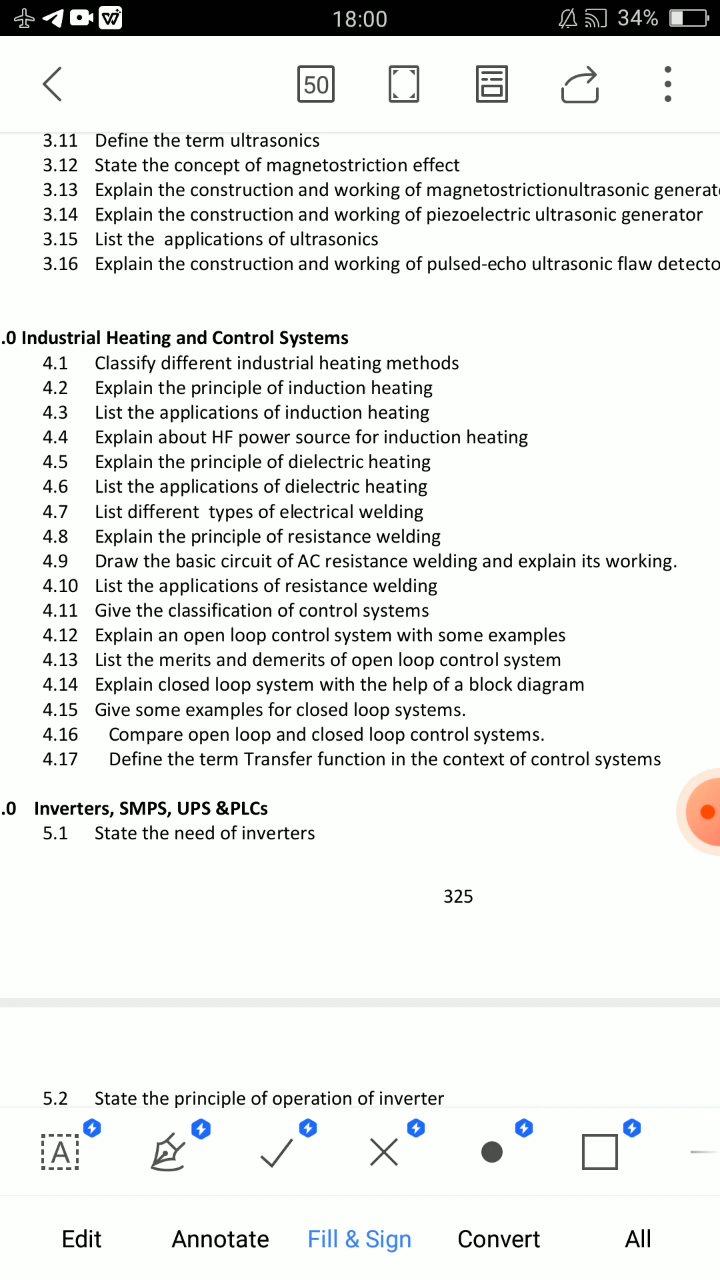 18:00
34%
50
3.11 Define the term ultrasonics
3.12 State the concept of magnetostriction effect
3.13 Explain the construction and working of magnetostrictionultrasonic generat
3.14 Explain the construction and working of piezoelectric ultrasonic generator
3.15 List the applications of ultrasonics
3.16 Explain the construction and working of pulsed-echo ultrasonic flaw detecto
.0 Industrial Heating and Control Systems
4.1 Classify different industrial heating methods
4.2 Explain the principle of induction heating
4.3 List the applications of induction heating
4.4 Explain about HF power source for induction heating
4.5 Explain the principle of dielectric heating
4.6 List the applications of dielectric heating
4.7 List different types of electrical welding
4.8 Explain the principle of resistance welding
4.9 Draw the basic circuit of AC resistance welding and explain its working.
4.10 List the applications of resistance welding
4.11 Give the classification of control systems
4.12 Explain an open loop control system with some examples
4.13 List the merits and demerits of open loop control system
4.14 Explain closed loop system with the help of a block diagram
4.15 Give some examples for closed loop systems.
4.16 Compare open loop and closed loop control systems.
4.17 Define the term Transfer function in the context of control systems
.0 Inverters, SMPS, UPS &PLCs
5.1 State the need of inverters
325
5.2 State the principle of operation of inverter
A
Edit Annotate Fill & Sign Convert All